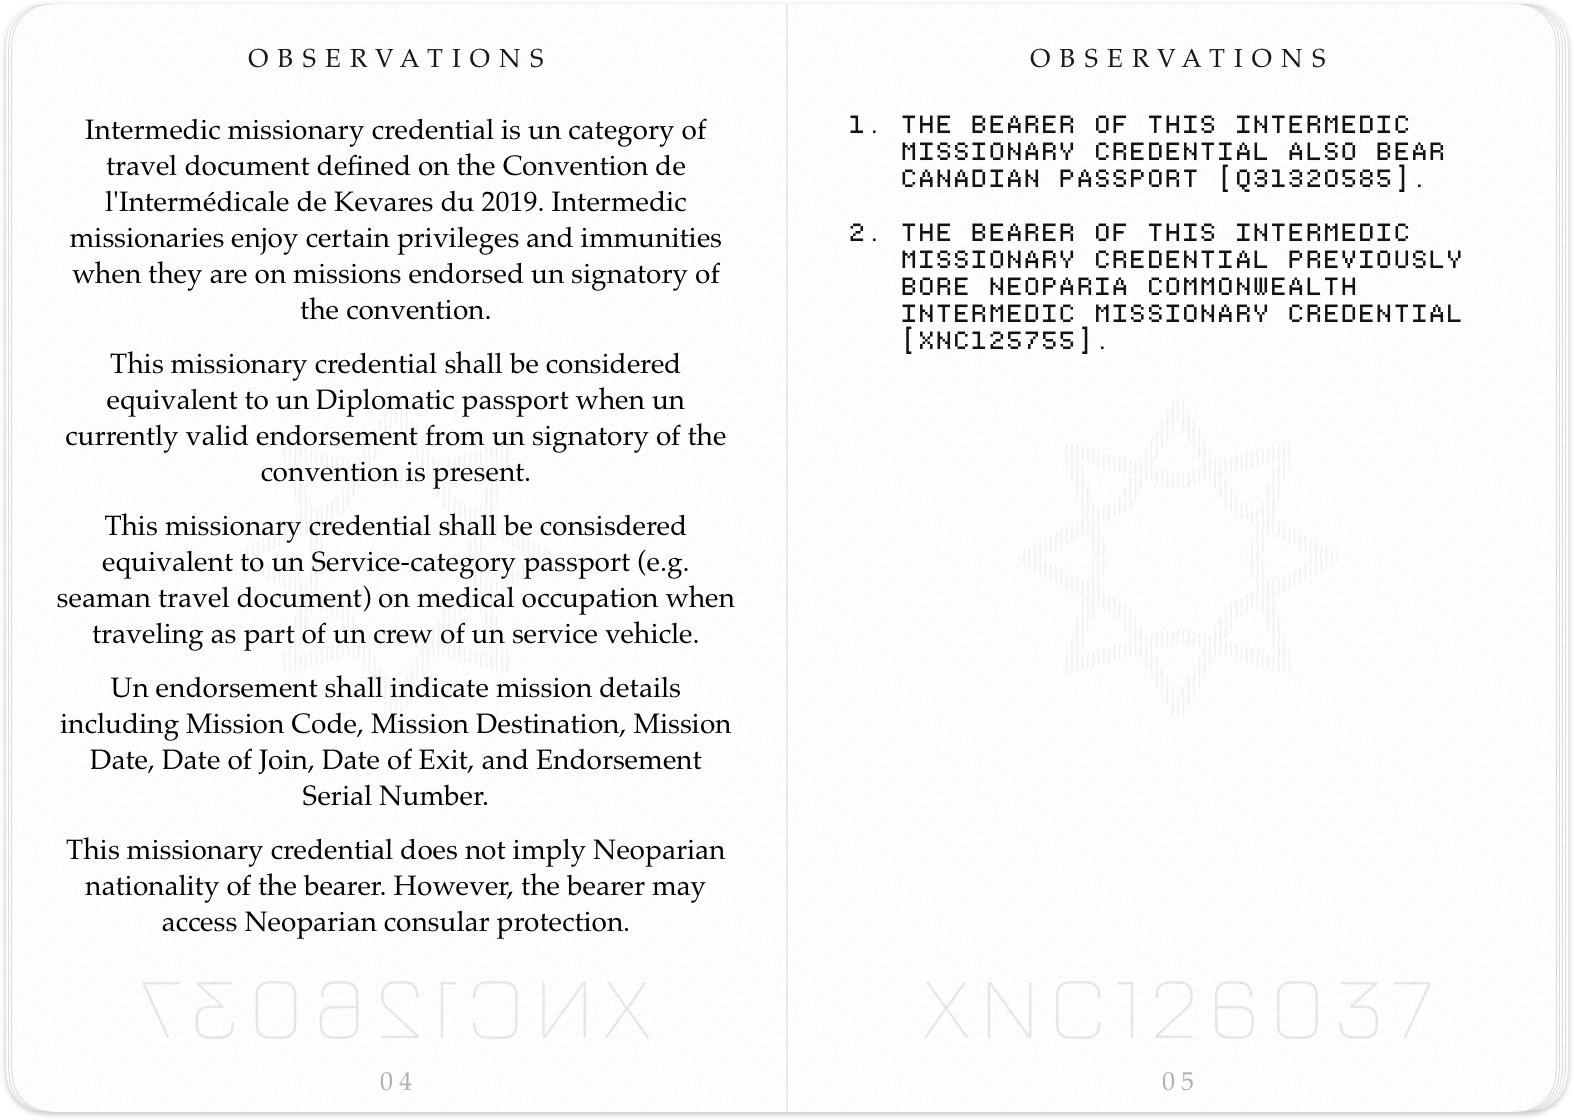 OBSERVATIONS
Intermedic missionary credential is un category of
travel document defined on the Convention de
l'Intermédicale de Kevares du 2019. Intermedic
missionaries enjoy certain privileges and immunities
when they are on missions endorsed un signatory of
the convention.
This missionary credential shall be considered
equivalent to un Diplomatic passport when un
currently valid endorsement from un signatory of the
convention is present.
This missionary credential shall be consisdered
equivalent to un Service-category passport (e.g.
seaman travel document) on medical occupation when
traveling as part of un crew of un service vehicle.
Un endorsement shall indicate mission details
including Mission Code, Mission Destination, Mission
Date, Date of Join, Date of Exit, and Endorsement
Serial Number.
This missionary credential does not imply Neoparian
nationality of the bearer. However, the bearer may
access Neoparian consular protection.
XNC126037
04
OBSERVATIONS
1. THE BEARER OF THIS INTERMEDIC
MISSIONARY CREDENTIAL ALSO BEAR
CANADIAN PASSPORT [Q31320585].
2. THE BEARER OF THIS INTERMEDIC
MISSIONARY CREDENTIAL PREVIOUSLY
BORE NEOPARIA COMMONWEALTH
INTERMEDIC MISSIONARY CREDENTIAL
[XNC125755].
XNC126037
05